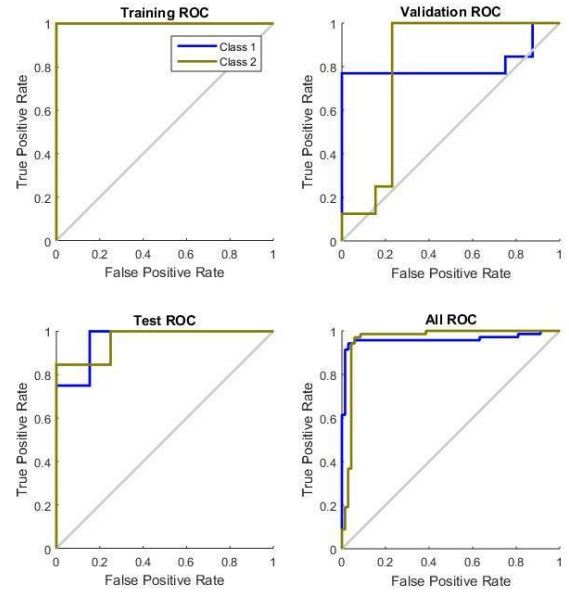 Training ROC
1
0.8
0.6
0.4
0.2
0
True Positive Rate
Class 1
Class 2
0 0.2 0.4 0.6 0.8 1
False Positive Rate
Validation ROC
1
0.8
0.6
0.4
0.2
0
True Positive Rate
0 0.2 0.4 0.6 0.8 1
False Positive Rate
Test ROC
1
0.8
0.6
0.4
0.2
0
True Positive Rate
0 0.2 0.4 0.6 0.8 1
False Positive Rate
All ROC
1
0.8
0.6
0.4
0.2
0
True Positive Rate
0 0.2 0.4 0.6 0.8 1
False Positive Rate